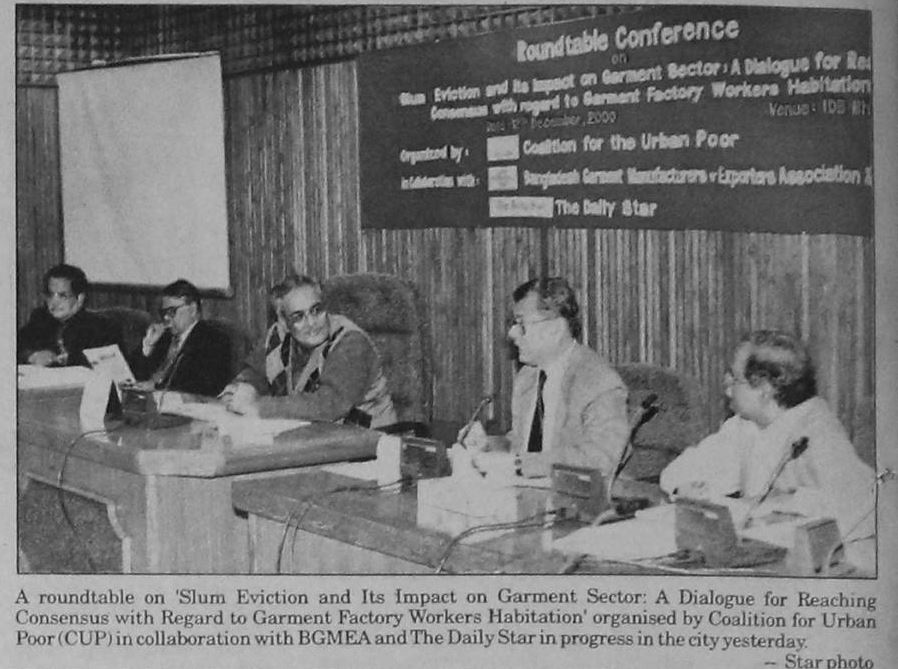 Roundtable Conference
on
Slum Eviction and its Impact on Garment Sector: A Dialogue for Rea
Consensus with regard to Garment Factory Workers Habitation
December, 2000
Venue: IDB
Organized by:
Coalition for the Urban Poor
In Collaboration with:
Bangladesh Garment Manufacturers & Exporters Association &
The Daily Star
A roundtable on 'Slum Eviction and Its Impact on Garment Sector: A Dialogue for Reaching
Consensus with Regard to Garment Factory Workers Habitation' organised by Coalition for Urban
Poor (CUP) in collaboration with BGMEA and The Daily Star in progress in the city yesterday.
— Star photo